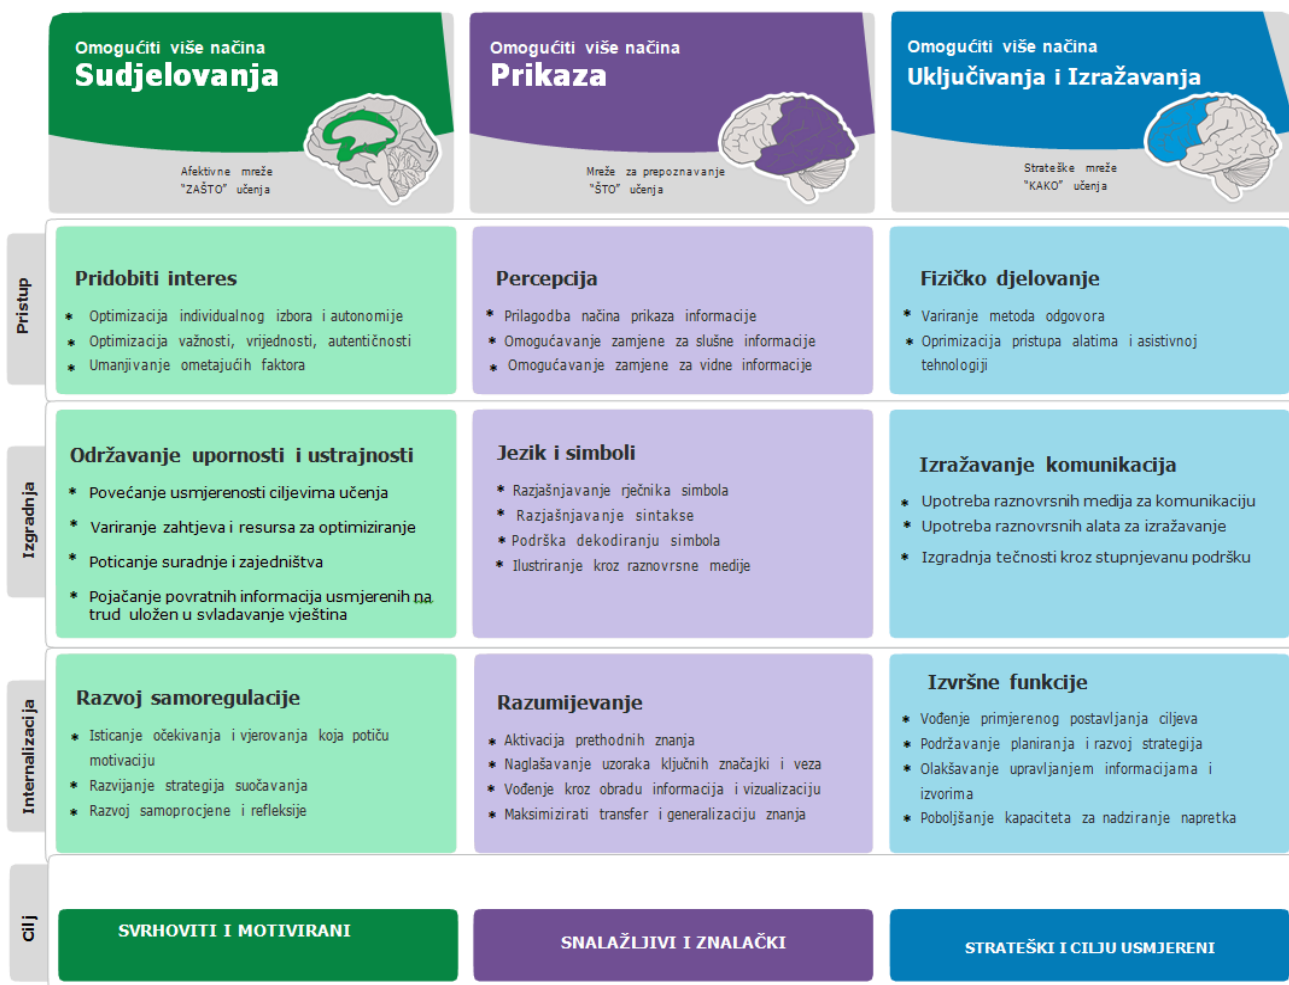 Omogućiti više načina
Sudjelovanja
Afektivne mreže
"ZAŠTO" učenja
Omogućiti više načina
Prikaza
Mreže za prepoznavanje
"ŠTO" učenja
Omogućiti više načina
Uključivanja i Izražavanja
Strateške mreže
"KAKO" učenja
Pristup
Pridobiti interes
* Optimizacija individualnog izbora i autonomije
* Optimizacija važnosti, vrijednosti, autentičnosti
* Umanjivanje ometajućih faktora
Percepcija
* Prilagodba načina prikaza informacije
* Omogućavanje zamjene za slušne informacije
* Omogućavanje zamjene za vidne informacije
Fizičko djelovanje
* Variranje metoda odgovora
* Oprimizacija pristupa alatima i asistivnoj
tehnologiji
Izgradnja
Održavanje upornosti i ustrajnosti
* Povećanje usmjerenosti ciljevima učenja
* Variranje zahtjeva i resursa za optimiziranje
* Poticanje suradnje i zajedništva
* Pojačanje povratnih informacija usmjerenih na
trud uložen u svladavanje vještina
Jezik i simboli
* Razjašnjavanje rječnika simbola
* Razjašnjavanje sintakse
* Podrška dekodiranju simbola
* Ilustriranje kroz raznovrsne medije
Izražavanje komunikacija
* Upotreba raznovrsnih medija za komunikaciju
* Upotreba raznovrsnih alata za izražavanje
* Izgradnja tečnosti kroz stupnjevanu podršku
Internalizacija
Razvoj samoregulacije
* Isticanje očekivanja i vjerovanja koja potiču
motivaciju
* Razvijanje strategija suočavanja
* Razvoj samoprocjene i refleksije
Razumijevanje
* Aktivacija prethodnih znanja
* Naglašavanje uzoraka ključnih značajki i veza
* Vođenje kroz obradu informacija i vizualizaciju
* Maksimizirati transfer i generalizaciju znanja
Izvršne funkcije
* Vođenje primjerenog postavljanja ciljeva
* Podržavanje planiranja i razvoj strategija
* Olakšavanje upravljanjem informacijama i
izvorima
* Poboljšanje kapaciteta za nadziranje napretka
Cilj
SVRHOVITI I MOTIVIRANI
SNALAŽLJIVI I ZNALAČKI
STRATEŠKI I CILJU USMJERENI